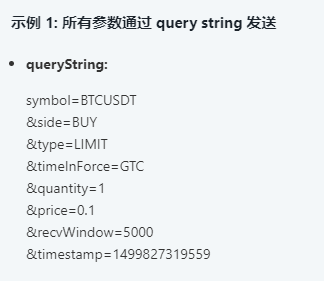 示例 1: 所有参数通过 query string 发送
queryString:
symbol=BTCUSDT
&side=BUY
&type=LIMIT
&timeInForce=GTC
&quantity=1
&price=0.1
&recvWindow=5000
&timestamp=1499827319559